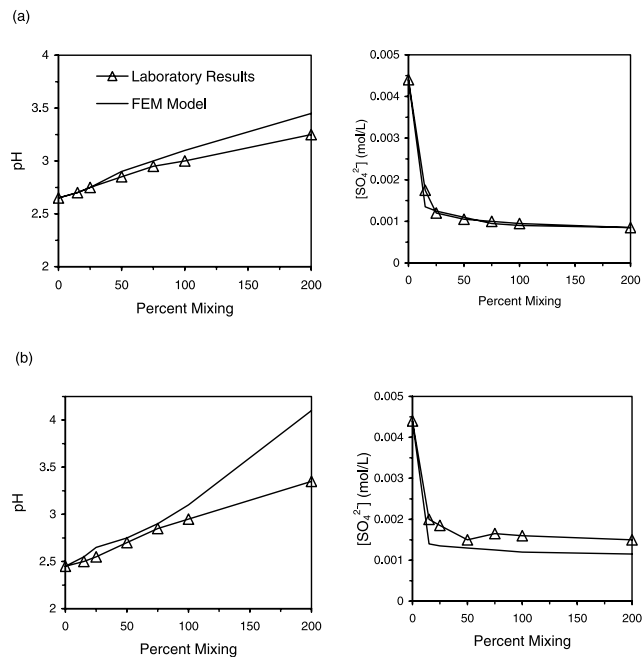 (a)
4
3.5
3
2.5
2
pH
Laboratory Results
FEM Model
0 50 100 150 200
Percent Mixing
0.005
0.004
0.003
0.002
0.001
0
[SO₄²⁻] (mol/L)
0 50 100 150 200
Percent Mixing
(b)
4
3.5
3
2.5
2
pH
0 50 100 150 200
Percent Mixing
0.005
0.004
0.003
0.002
0.001
0
[SO₄²⁻] (mol/L)
0 50 100 150 200
Percent Mixing